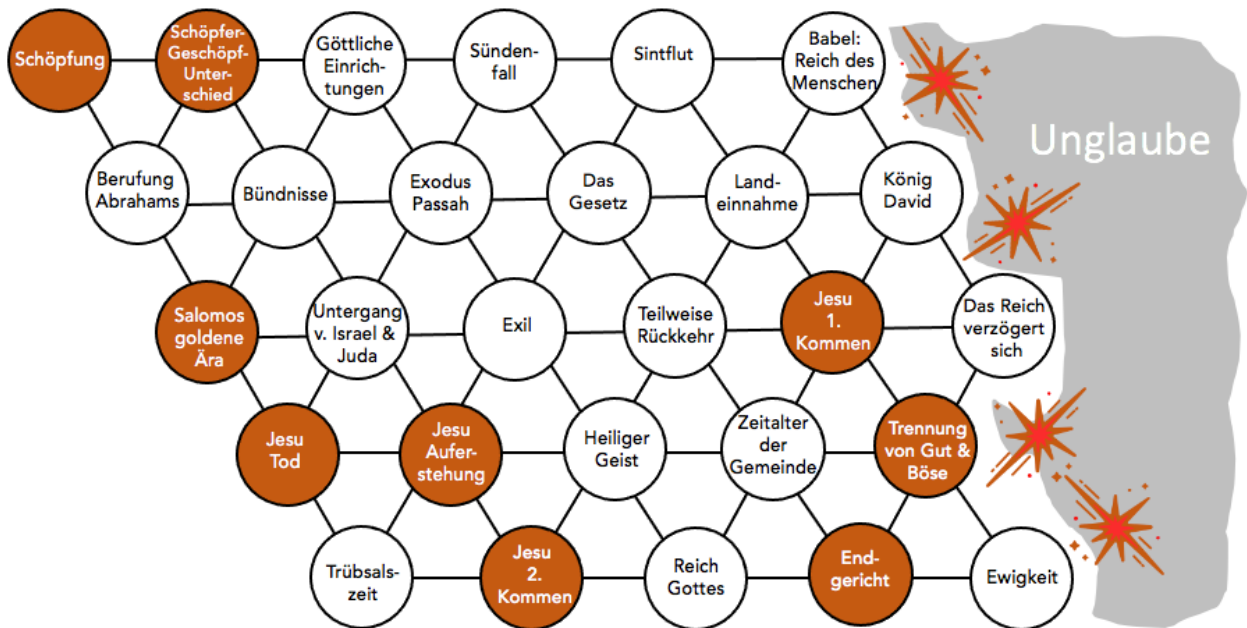 Schöpfung
Schöpfer-
Geschöpf-
Unter-
schied
Göttliche
Einrich-
tungen
Sünden-
fall
Sintflut
Babel:
Reich des
Menschen
Unglaube
Berufung
Abrahams
Bündnisse
Exodus
Passah
Das
Gesetz
Land-
einnahme
König
David
Salomos
goldene
Ära
Untergang
v. Israel &
Juda
Exil
Teilweise
Rückkehr
Jesu
1.
Kommen
Das Reich
verzögert
sich
Jesu
Tod
Jesu
Aufer-
stehung
Heiliger
Geist
Zeitalter
der
Gemeinde
Trennung
von Gut &
Böse
Trübsals-
zeit
Jesu
2.
Kommen
Reich
Gottes
End-
gericht
Ewigkeit